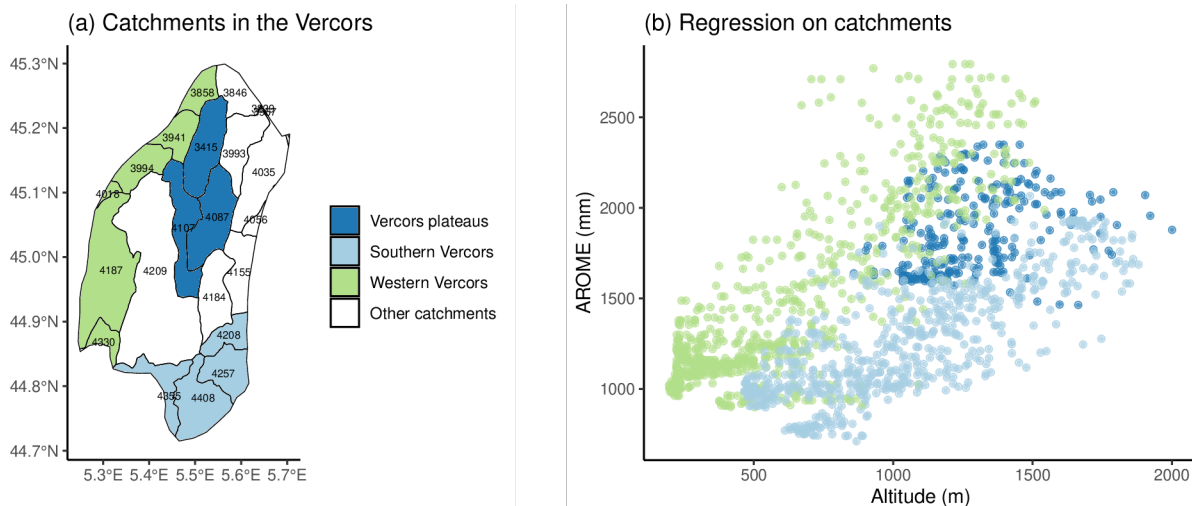 (a) Catchments in the Vercors
45.3°N
45.2°N
45.1°N
45.0°N
44.9°N
44.8°N
44.7°N
5.3°E 5.4°E 5.5°E 5.6°E 5.7°E
3858
3846
3941
3415
3993
3994
4035
4018
4087
4056
4107
4187
4209
4155
4184
4330
4208
4257
4355
4408
Vercors plateaus
Southern Vercors
Western Vercors
Other catchments
(b) Regression on catchments
AROME (mm)
2500
2000
1500
1000
500 1000 1500 2000
Altitude (m)